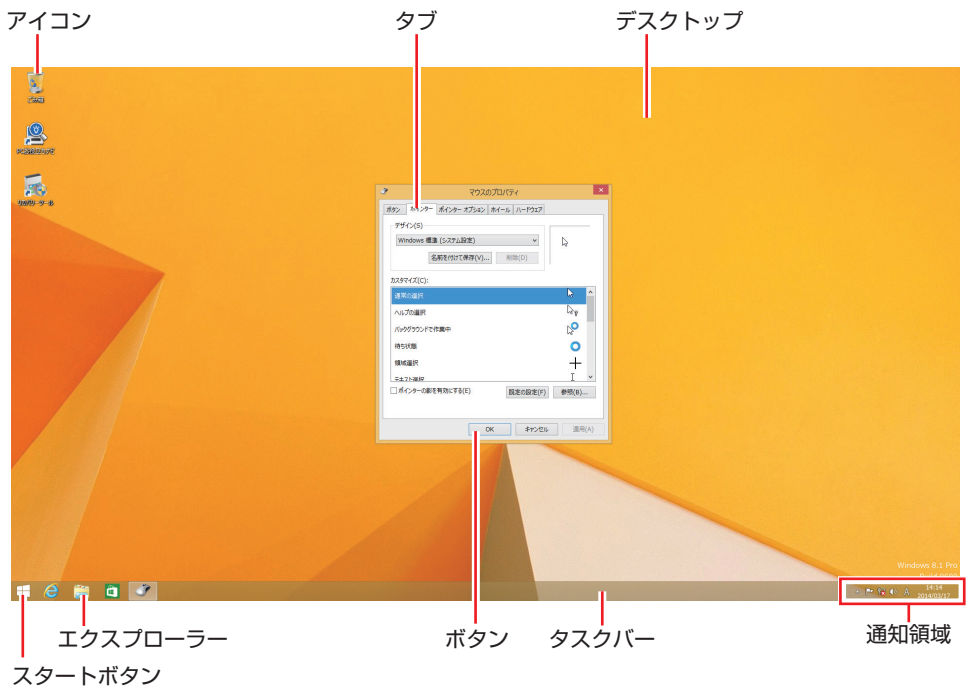 アイコン
タブ
デスクトップ
ごみ箱
マウスのプロパティ
ボタン
ポインター
ポインター オプション
ホイール
ハードウェア
デザイン(S)
Windows 標準 (システム設定)
名前を付けて保存(V)...
削除(D)
カスタマイズ(C):
通常の選択
ヘルプの選択
バックグラウンドで作業中
待ち状態
領域選択
テキスト選択
ポインターの影を有効にする(E)
既定の設定(F)
参照(B)...
OK
キャンセル
適用(A)
Windows 8.1 Pro
A
14:14
2014/03/17
エクスプローラー
ボタン
タスクバー
通知領域
スタートボタン